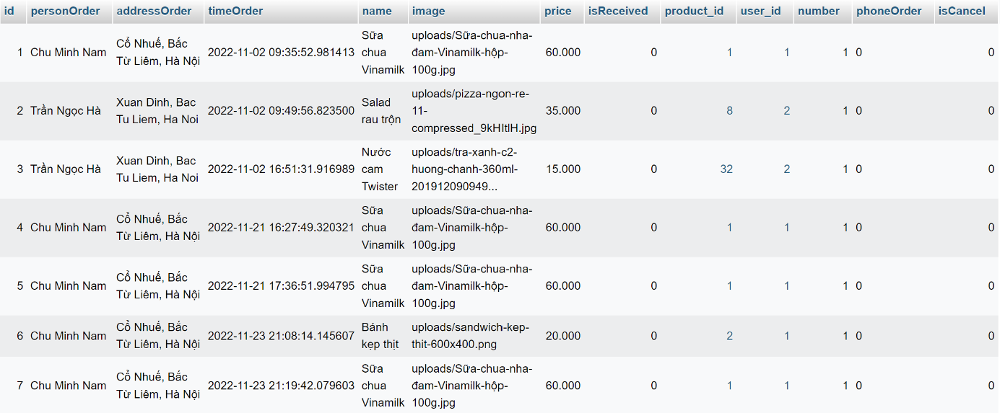 id personOrder addressOrder timeOrder name image price isReceived product_id user_id number phoneOrder isCancel
1 Chu Minh Nam Cổ Nhuế, Bắc Từ Liêm, Hà Nội 2022-11-02 09:35:52.981413 Sữa chua Vinamilk uploads/Sữa-chua-nha-đam-Vinamilk-hộp-100g.jpg 60.000 0 1 1 1 0 0
2 Trần Ngọc Hà Xuan Dinh, Bac Tu Liem, Ha Noi 2022-11-02 09:49:56.823500 Salad rau trộn uploads/pizza-ngon-re-11-compressed_9kHItlH.jpg 35.000 0 8 2 1 0 0
3 Trần Ngọc Hà Xuan Dinh, Bac Tu Liem, Ha Noi 2022-11-02 16:51:31.916989 Nước cam Twister uploads/tra-xanh-c2-huong-chanh-360ml-201912090949... 15.000 0 32 2 1 0 0
4 Chu Minh Nam Cổ Nhuế, Bắc Từ Liêm, Hà Nội 2022-11-21 16:27:49.320321 Sữa chua Vinamilk uploads/Sữa-chua-nha-đam-Vinamilk-hộp-100g.jpg 60.000 0 1 1 1 0 0
5 Chu Minh Nam Cổ Nhuế, Bắc Từ Liêm, Hà Nội 2022-11-21 17:36:51.994795 Sữa chua Vinamilk uploads/Sữa-chua-nha-đam-Vinamilk-hộp-100g.jpg 60.000 0 1 1 1 0 0
6 Chu Minh Nam Cổ Nhuế, Bắc Từ Liêm, Hà Nội 2022-11-23 21:08:14.145607 Bánh kẹp thịt uploads/sandwich-kep-thit-600x400.png 20.000 0 2 1 1 0 0
7 Chu Minh Nam Cổ Nhuế, Bắc Từ Liêm, Hà Nội 2022-11-23 21:19:42.079603 Sữa chua Vinamilk uploads/Sữa-chua-nha-đam-Vinamilk-hộp-100g.jpg 60.000 0 1 1 1 0 0